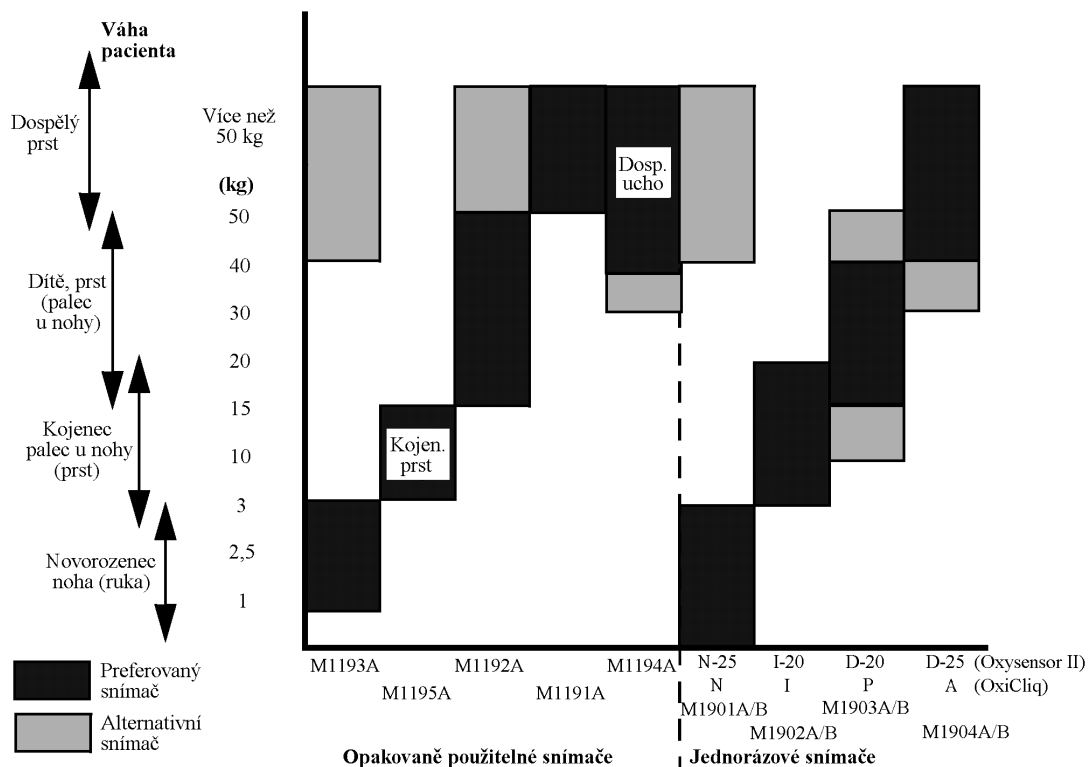 Váha
pacienta
Dospělý
prst
Dítě, prst
(palec
u nohy)
Kojenec
palec u nohy
(prst)
Novorozenec
noha (ruka)
Více než
50 kg
(kg)
50
40
30
20
15
10
3
2,5
1
Dosp.
ucho
Kojen.
prst
Preferovaný
snímač
Alternativní
snímač
M1193A
M1195A
M1192A
M1191A
M1194A
N-25 I-20 D-20 D-25 (Oxysensor II)
N I P A (OxiCliq)
M1901A/B
M1902A/B
M1903A/B
M1904A/B
Opakovaně použitelné snímače
Jednorázové snímače